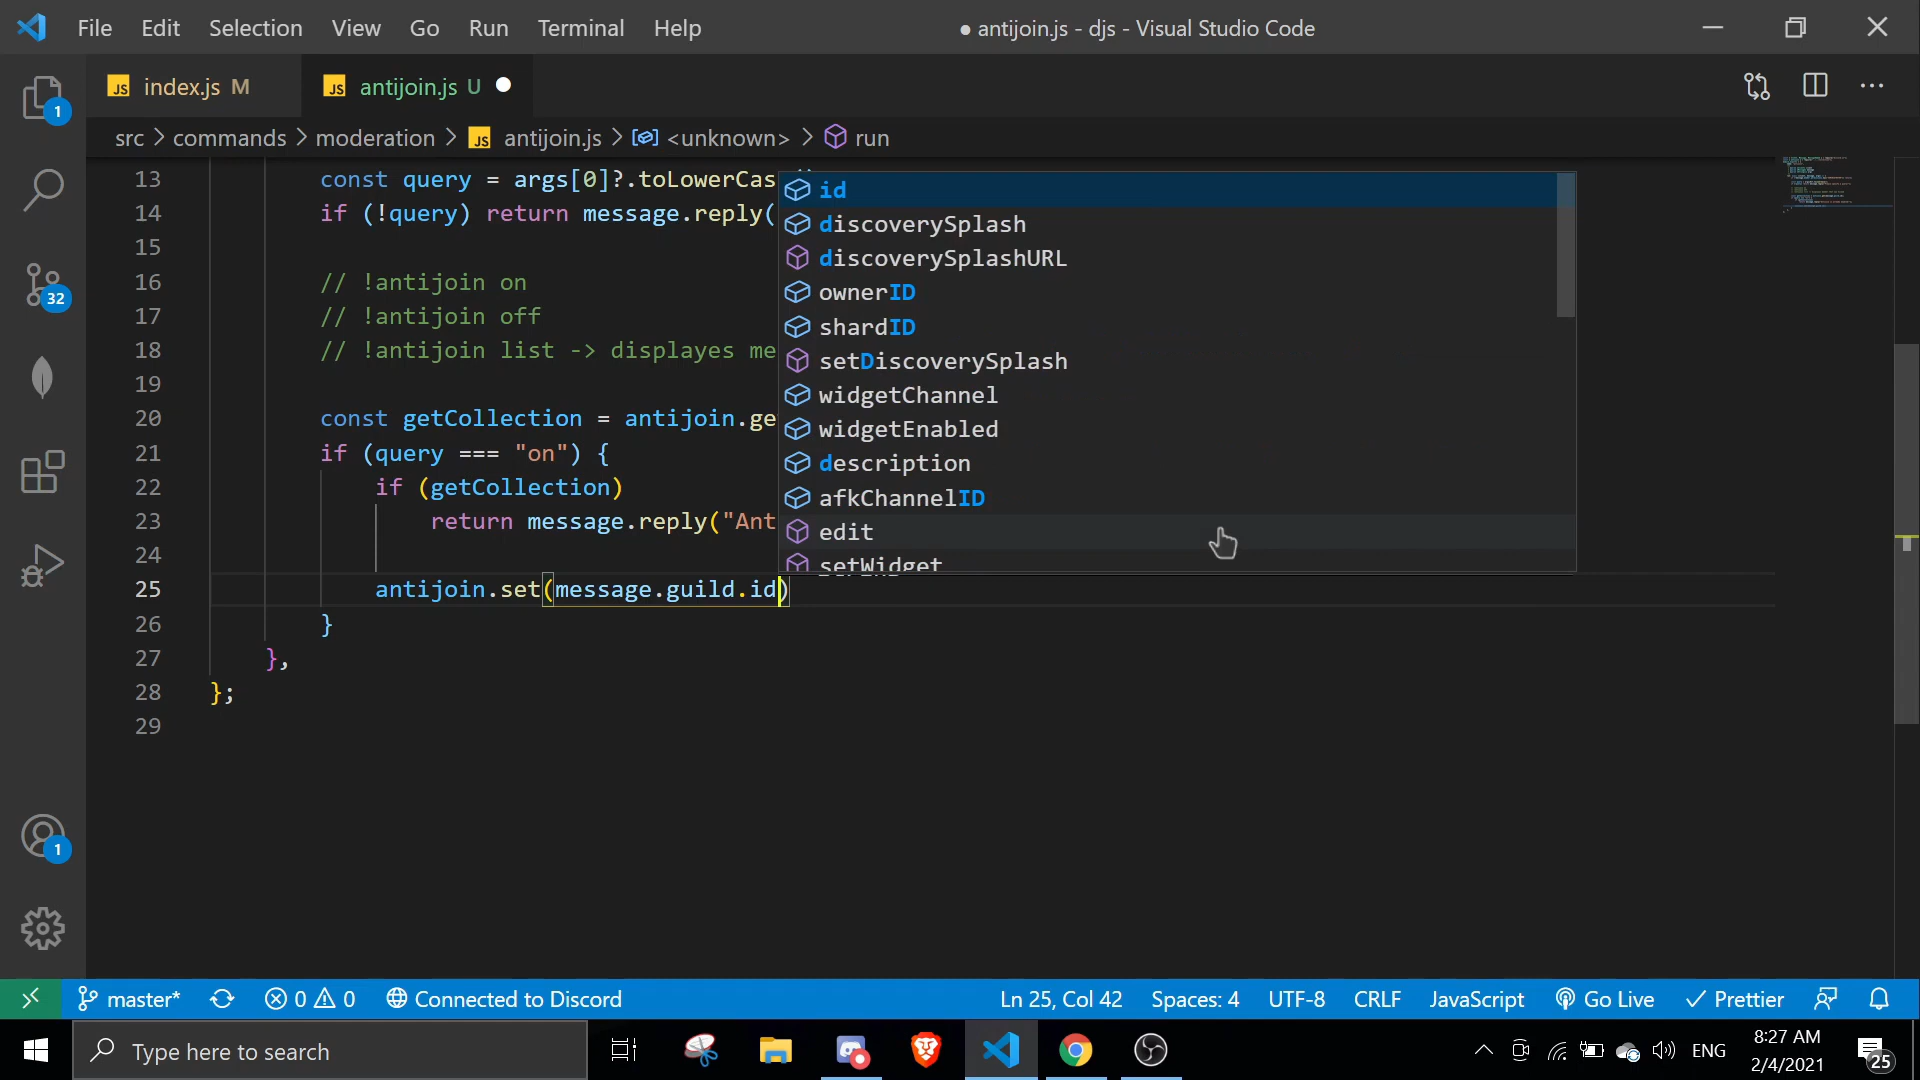 File Edit Selection View Go Run Terminal Help
● antijoin.js - djs - Visual Studio Code
JS index.js M
JS antijoin.js U
1
src > commands > moderation > JS antijoin.js > <unknown> > run
13 const query = args[0]?.toLowerCas
14 if (!query) return message.reply(
15
16 // !antijoin on
17 // !antijoin off
18 // !antijoin list -> displayes me
19
20 const getCollection = antijoin.ge
21 if (query === "on") {
22 if (getCollection)
23 return message.reply("Ant
24
25 antijoin.set(message.guild.id)
26 }
27 },
28 };
29
id
discoverySplash
discoverySplashURL
ownerID
shardID
setDiscoverySplash
widgetChannel
widgetEnabled
description
afkChannelID
edit
setWidget
32
1
master* 0 0 Connected to Discord
Ln 25, Col 42 Spaces: 4 UTF-8 CRLF JavaScript Go Live Prettier
Type here to search
ENG
8:27 AM
2/4/2021
25